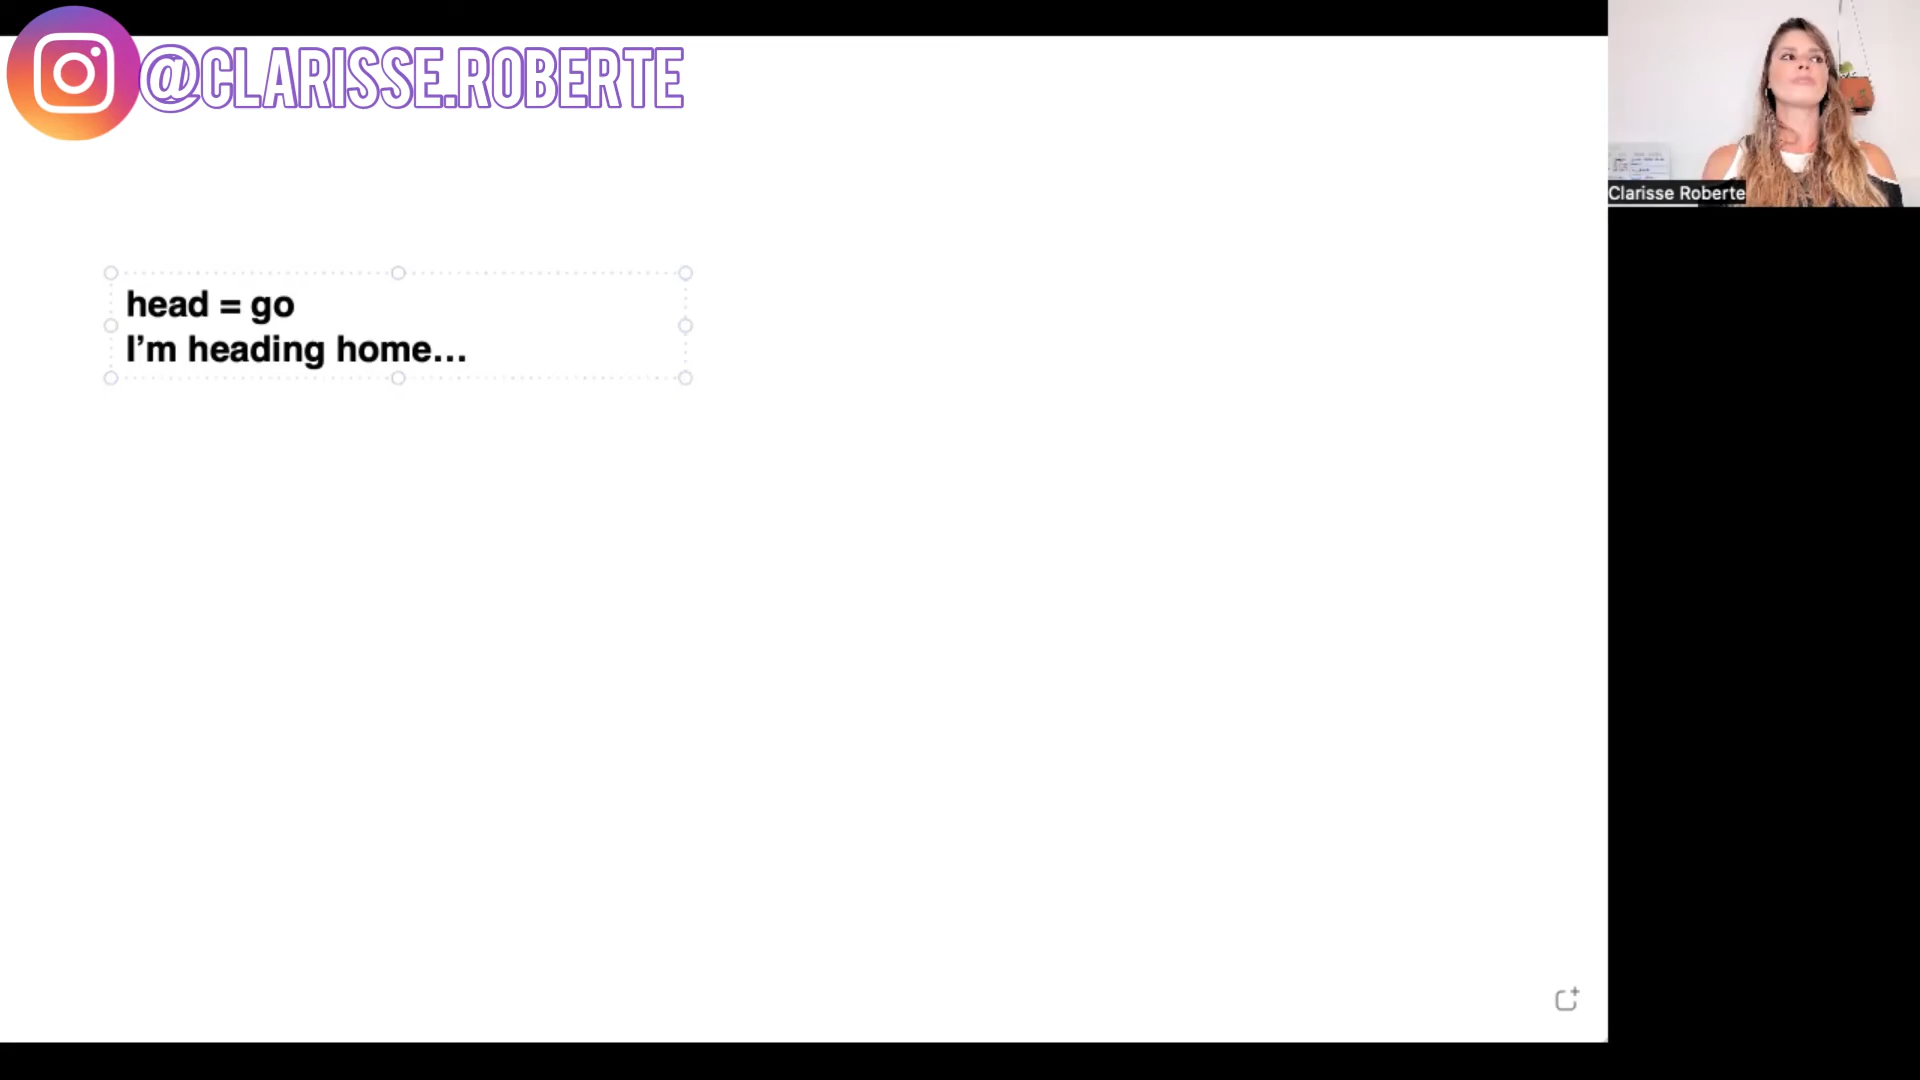 @CLARISSE.ROBERTE
Clarisse Roberte
head = go
I'm heading home...